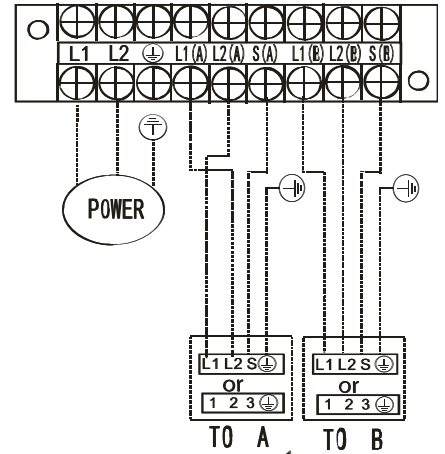 L1 L2 L1(A) L2(A) S(A) L1(B) L2(B) S(B)
POWER
L1 L2 S
or
1 2 3
TO A
L1 L2 S
or
1 2 3
TO B